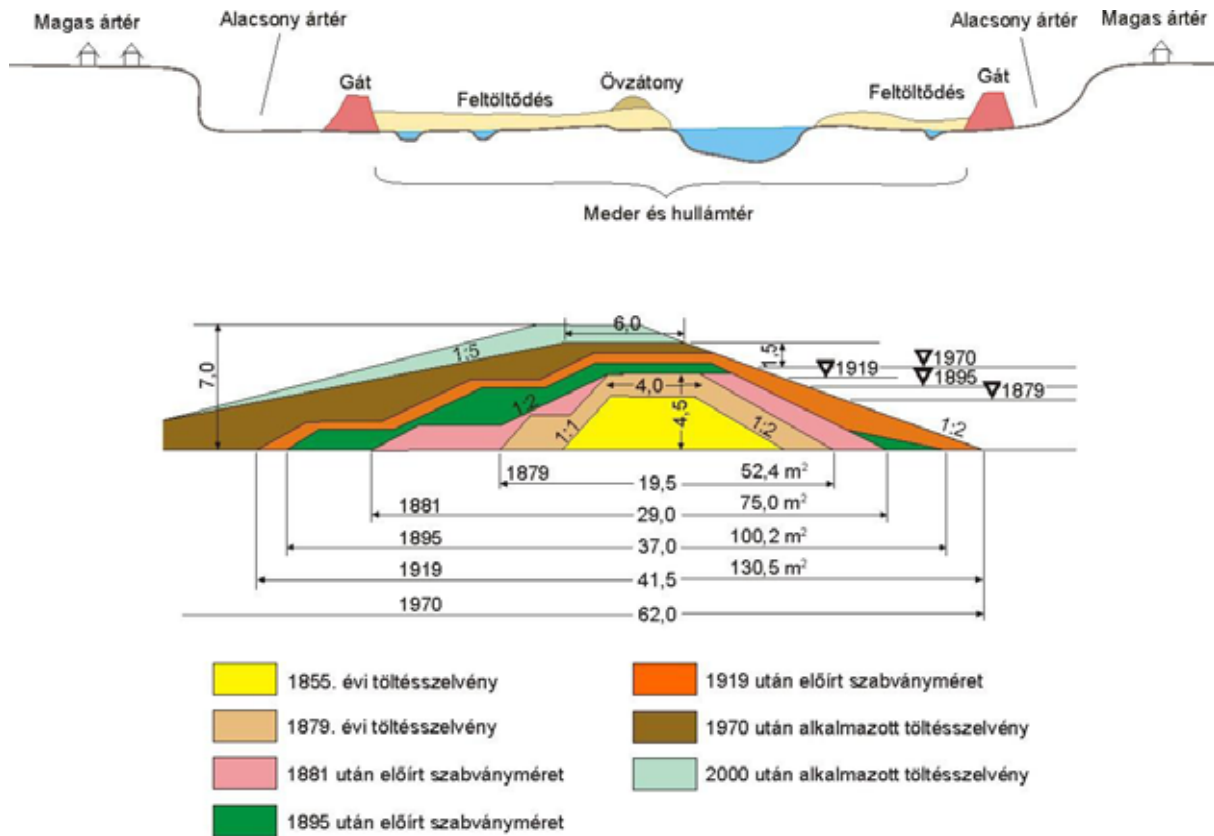 Magas ártér
Alacsony ártér
Alacsony ártér
Magas ártér
Gát
Feltöltődés
Övzátony
Feltöltődés
Gát
Meder és hullámtér
6,0
7,0
1:5
1,5
1919
1970
1895
1879
4,0
4,5
1:2
1:1
1:2
1:2
1879
19,5
52,4 m²
1881
29,0
75,0 m²
1895
37,0
100,2 m²
1919
41,5
130,5 m²
1970
62,0
1855. évi töltésszelvény
1879. évi töltésszelvény
1881 után előírt szabványméret
1895 után előírt szabványméret
1919 után előírt szabványméret
1970 után alkalmazott töltésszelvény
2000 után alkalmazott töltésszelvény